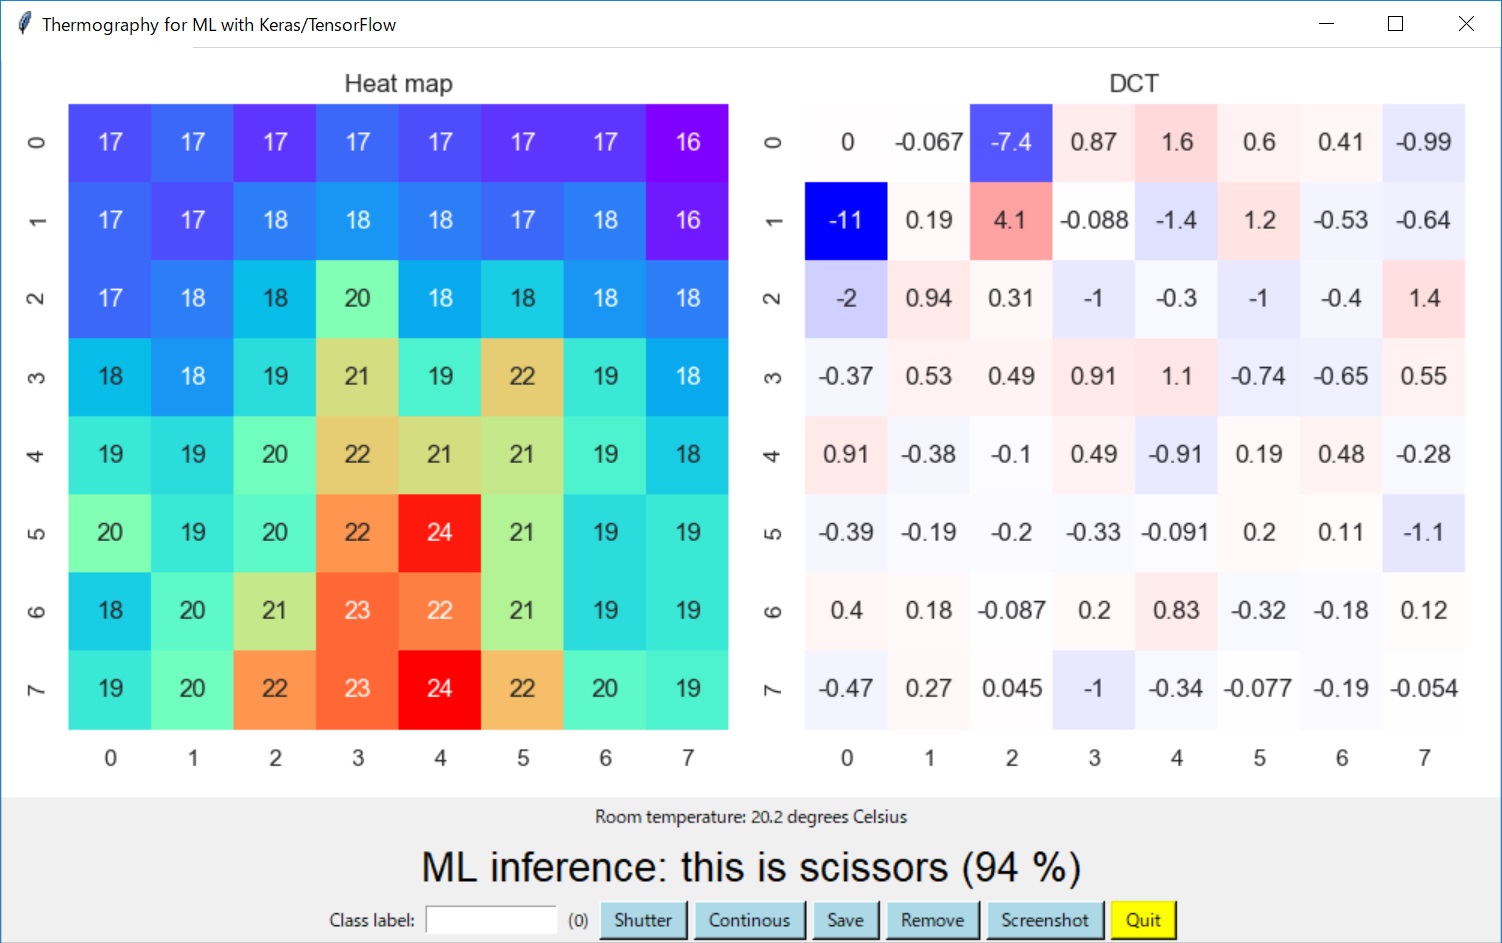 Thermography for ML with Keras/TensorFlow
Heat map
0 17 17 17 17 17 17 17 16
1 17 17 18 18 18 17 18 16
2 17 18 18 20 18 18 18 18
3 18 18 19 21 19 22 19 18
4 19 19 20 22 21 21 19 18
5 20 19 20 22 24 21 19 19
6 18 20 21 23 22 21 19 19
7 19 20 22 23 24 22 20 19
0 1 2 3 4 5 6 7
DCT
0 0 -0.067 -7.4 0.87 1.6 0.6 0.41 -0.99
1 -11 0.19 4.1 -0.088 -1.4 1.2 -0.53 -0.64
2 -2 0.94 0.31 -1 -0.3 -1 -0.4 1.4
3 -0.37 0.53 0.49 0.91 1.1 -0.74 -0.65 0.55
4 0.91 -0.38 -0.1 0.49 -0.91 0.19 0.48 -0.28
5 -0.39 -0.19 -0.2 -0.33 -0.091 0.2 0.11 -1.1
6 0.4 0.18 -0.087 0.2 0.83 -0.32 -0.18 0.12
7 -0.47 0.27 0.045 -1 -0.34 -0.077 -0.19 -0.054
0 1 2 3 4 5 6 7
Room temperature: 20.2 degrees Celsius
ML inference: this is scissors (94 %)
Class label: (0) Shutter Continous Save Remove Screenshot Quit